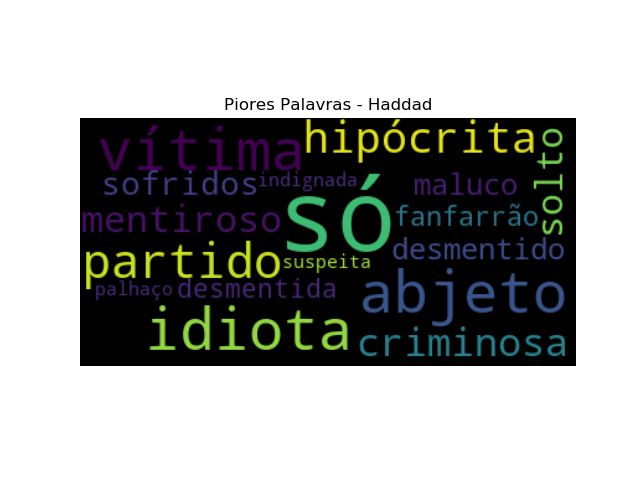 Piores Palavras - Haddad
vítima
hipócrita
solto
sofridos
indignada
maluco
mentiroso
só
fanfarrão
partido
suspeita
desmentido
palhaço
desmentida
abjeto
idiota
criminosa